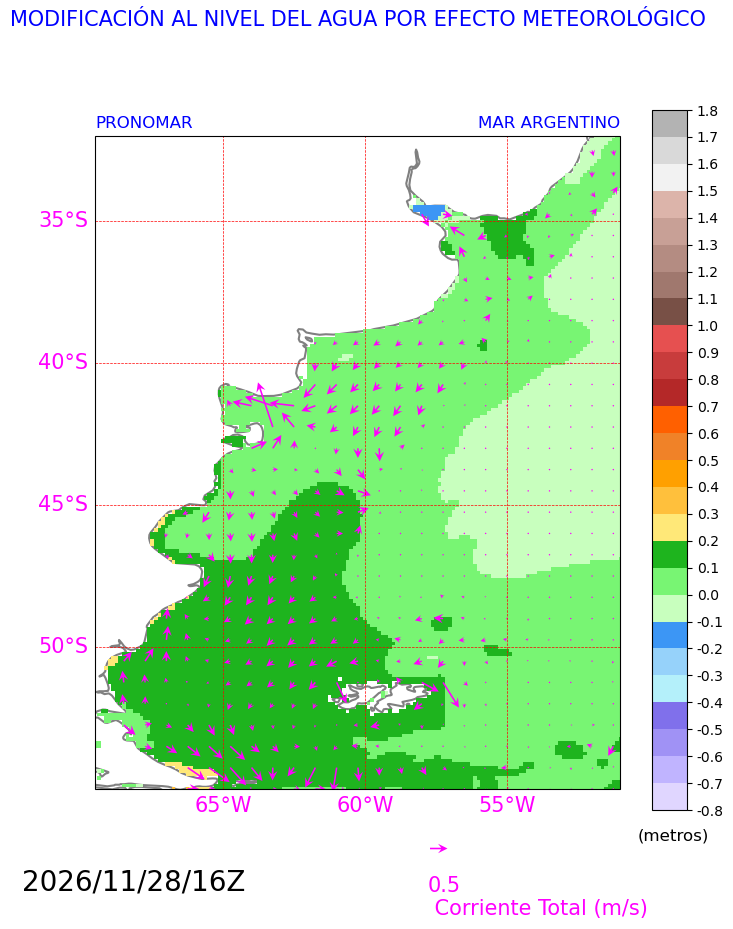 MODIFICACIÓN AL NIVEL DEL AGUA POR EFECTO METEOROLÓGICO
PRONOMAR MAR ARGENTINO
35°S
40°S
45°S
50°S
65°W 60°W 55°W
1.8
1.7
1.6
1.5
1.4
1.3
1.2
1.1
1.0
0.9
0.8
0.7
0.6
0.5
0.4
0.3
0.2
0.1
0.0
-0.1
-0.2
-0.3
-0.4
-0.5
-0.6
-0.7
-0.8
(metros)
2026/11/28/16Z
0.5
Corriente Total (m/s)